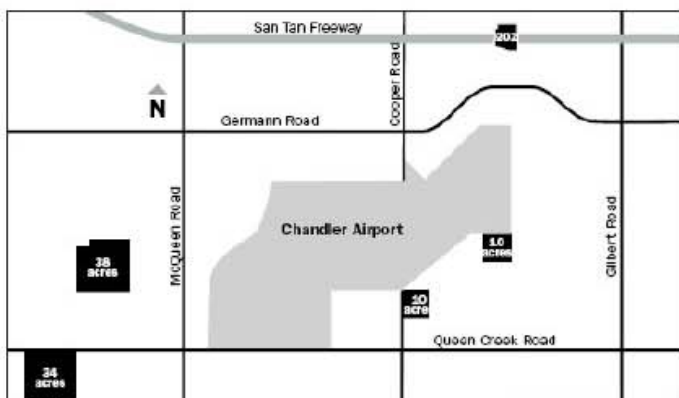 San Tan Freeway
202
Cooper Road
N
Germann Road
McQueen Road
Chandler Airport
Gilbert Road
10
acres
38
acres
10
acre
Queen Creek Road
34
acres